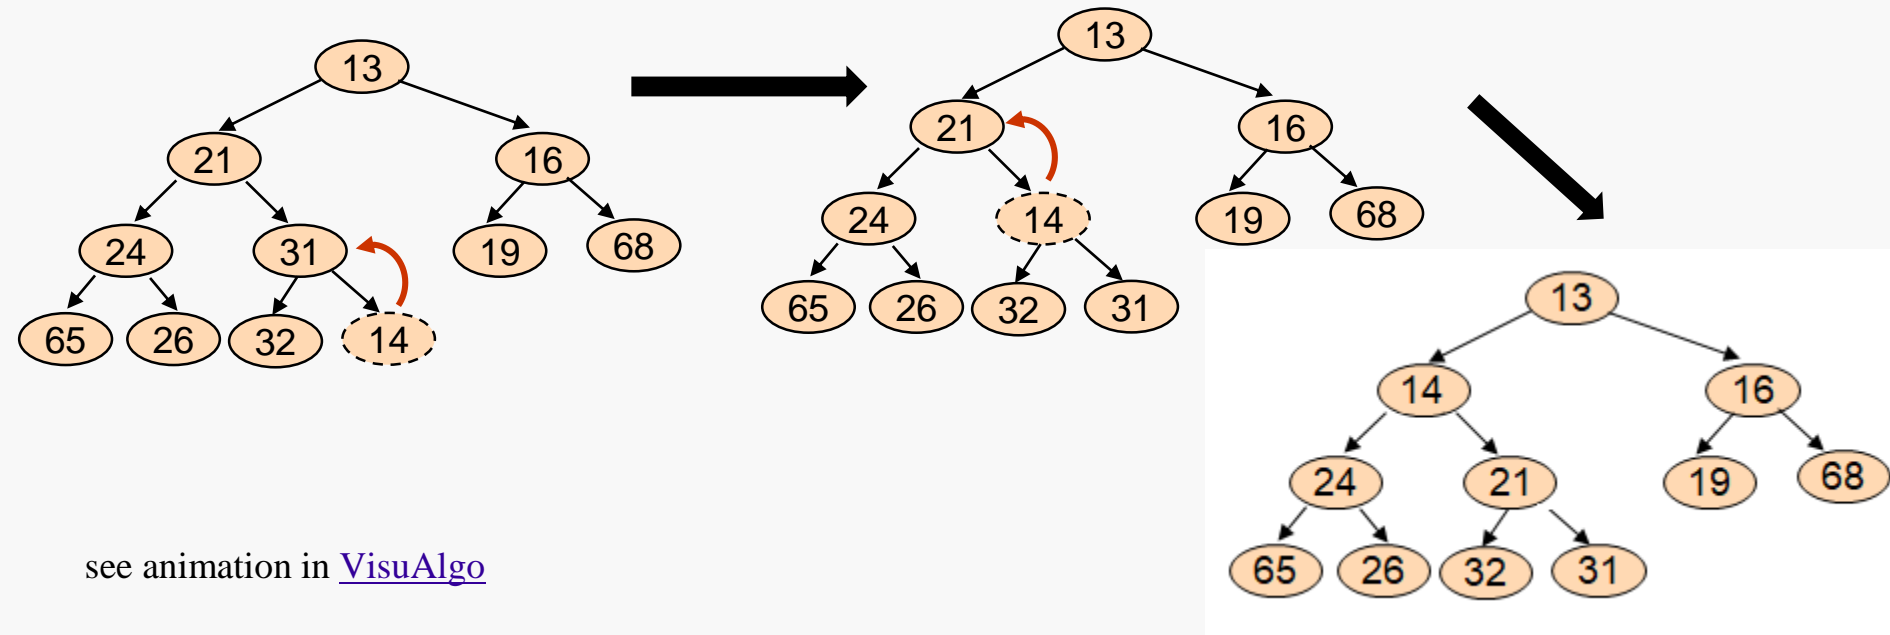 13
21 16
24 31 19 68
65 26 32 14
13
21 16
24 14 19 68
65 26 32 31
13
14 16
24 21 19 68
65 26 32 31
see animation in VisuAlgo